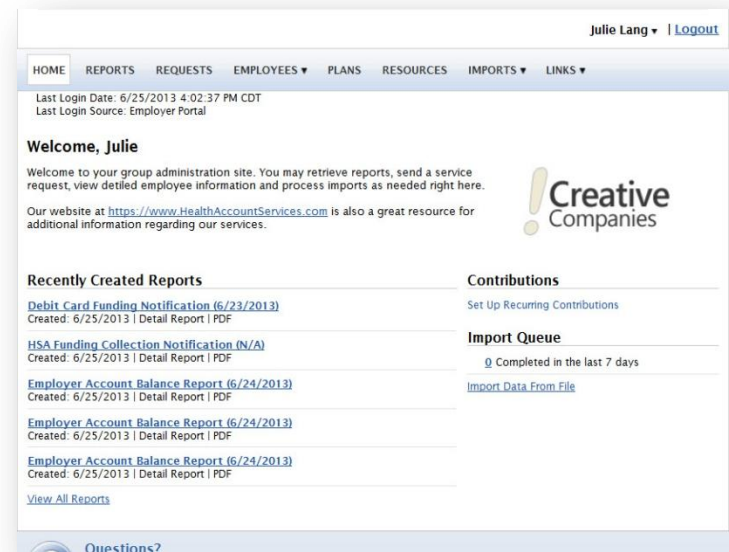 Julie Lang ▾ | Logout
HOME REPORTS REQUESTS EMPLOYEES ▾ PLANS RESOURCES IMPORTS ▾ LINKS ▾
Last Login Date: 6/25/2013 4:02:37 PM CDT
Last Login Source: Employer Portal
Welcome, Julie
Welcome to your group administration site. You may retrieve reports, send a service
request, view detiled employee information and process imports as needed right here.
Our website at https://www.HealthAccountServices.com is also a great resource for
additional information regarding our services.
! Creative
Companies
Recently Created Reports
Debit Card Funding Notification (6/23/2013)
Created: 6/25/2013 | Detail Report | PDF
HSA Funding Collection Notification (N/A)
Created: 6/25/2013 | Detail Report | PDF
Employer Account Balance Report (6/24/2013)
Created: 6/25/2013 | Detail Report | PDF
Employer Account Balance Report (6/24/2013)
Created: 6/25/2013 | Detail Report | PDF
Employer Account Balance Report (6/24/2013)
Created: 6/25/2013 | Detail Report | PDF
View All Reports
Contributions
Set Up Recurring Contributions
Import Queue
0 Completed in the last 7 days
Import Data From File
Questions?